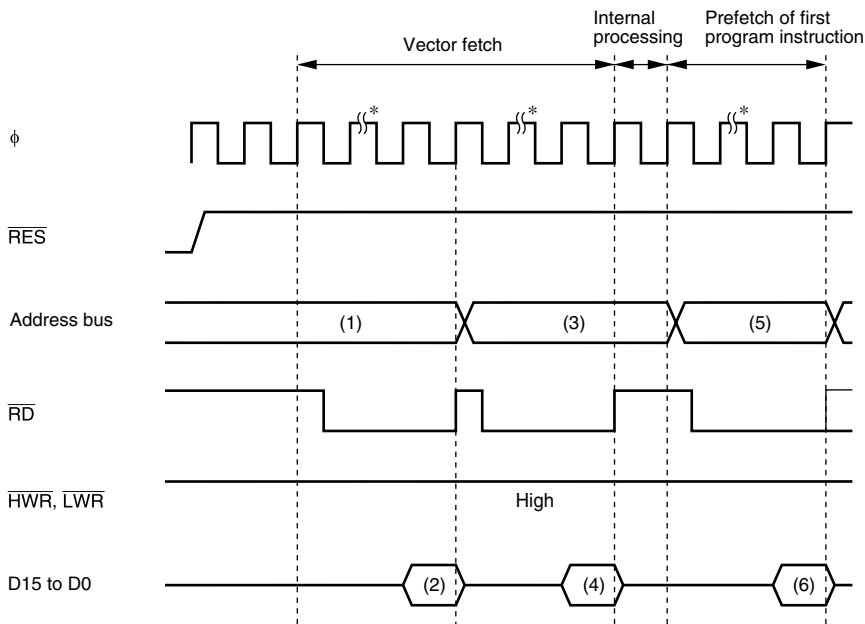 Internal
processing
Prefetch of first
program instruction
Vector fetch
* * *
ϕ
RES
Address bus (1) (3) (5)
RD
HWR, LWR
High
D15 to D0 (2) (4) (6)